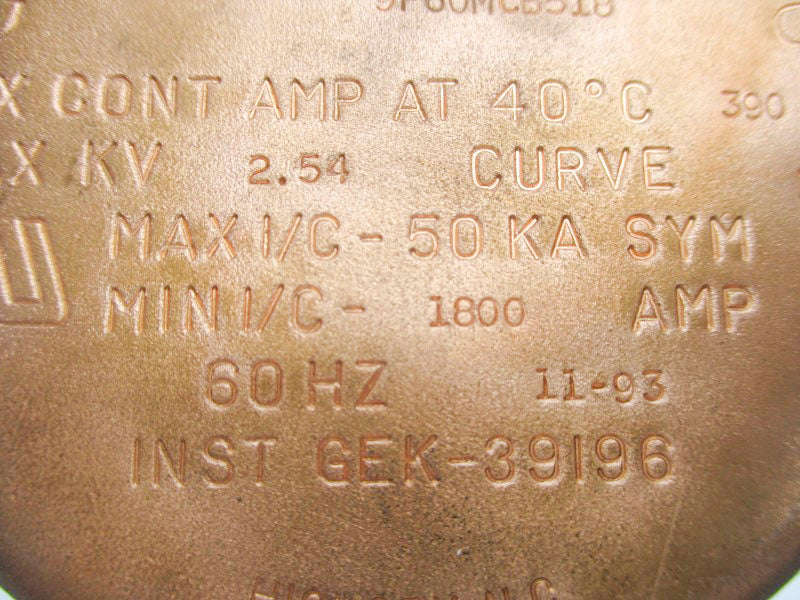 9F60MCB518
X CONT AMP AT 40°C 390
X KV 2.54 CURVE
MAX I/C - 50 KA SYM
MIN I/C - 1800 AMP
60 HZ 11-93
INST GEK-39196